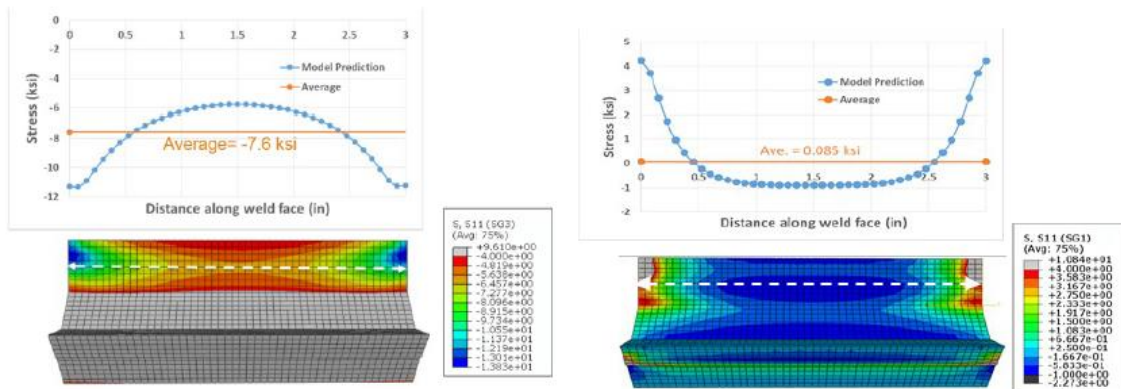 0
0 0.5 1 1.5 2 2.5 3
-2
-4
-6
-8
-10
-12
Stress (ksi)
Model Prediction
Average
Average= -7.6 ksi
Distance along weld face (in)
S, S11 (SG3)
(Avg: 75%)
+9.610e+00
-4.000e+00
-4.819e+00
-5.638e+00
-6.457e+00
-7.277e+00
-8.096e+00
-8.915e+00
-9.734e+00
-1.055e+01
-1.137e+01
-1.219e+01
-1.301e+01
-1.383e+01
5
4
3
2
1
0
-1
-2
Stress (ksi)
Model Prediction
Average
Ave. = 0.085 ksi
0 0.5 1 1.5 2 2.5 3
Distance along weld face (in)
S, S11 (SG1)
(Avg: 75%)
+1.084e+01
+4.000e+00
+3.583e+00
+3.167e+00
+2.750e+00
+2.333e+00
+1.917e+00
+1.500e+00
+1.083e+00
+6.667e-01
+2.500e-01
-1.667e-01
-5.833e-01
-1.000e+00
-2.273e+00